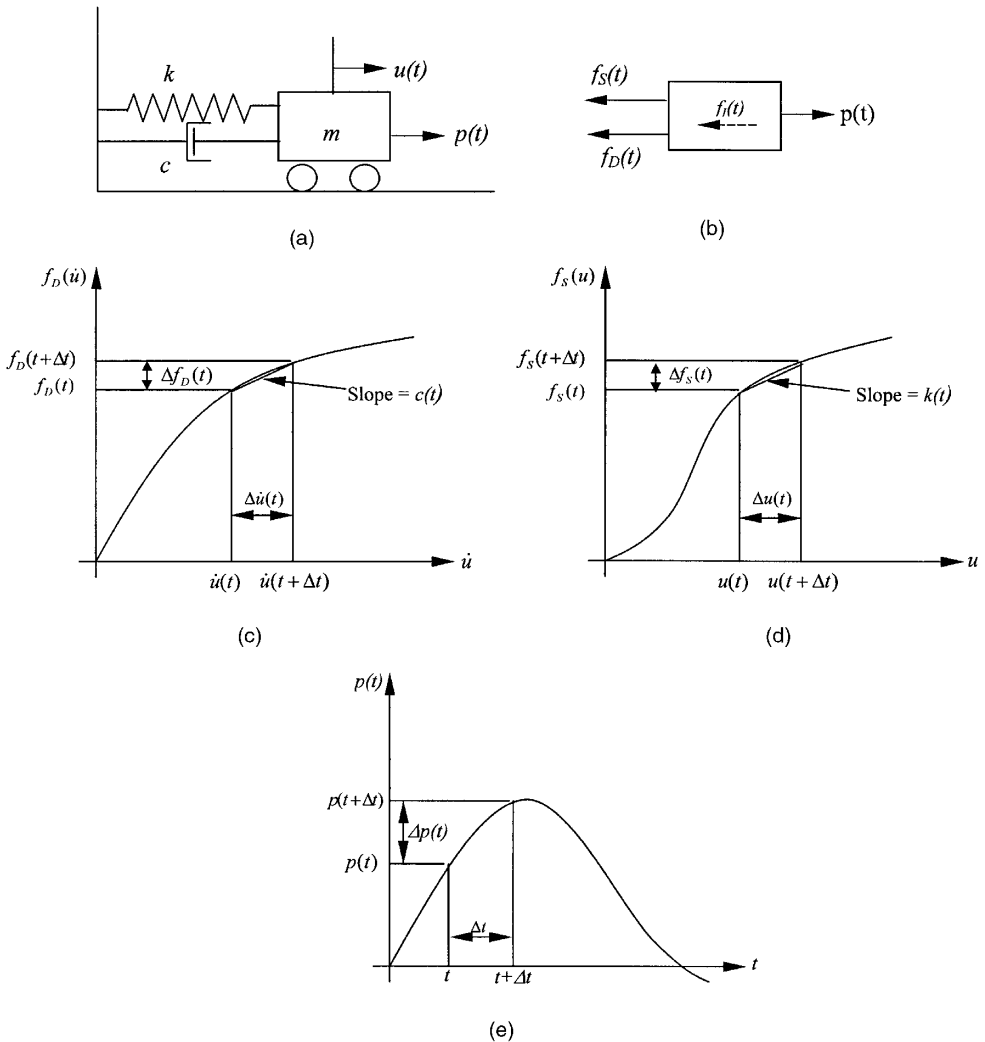 k
u(t)
m
p(t)
c
(a)
f_S(t)
f_I(t)
p(t)
f_D(t)
(b)
f_D(u̇)
f_D(t+Δt)
Δf_D(t)
f_D(t)
Slope = c(t)
Δu̇(t)
u̇
u̇(t) u̇(t+Δt)
(c)
f_S(u)
f_S(t+Δt)
Δf_S(t)
f_S(t)
Slope = k(t)
Δu(t)
u
u(t) u(t+Δt)
(d)
p(t)
p(t+Δt)
Δp(t)
p(t)
Δt
t
t t+Δt
(e)